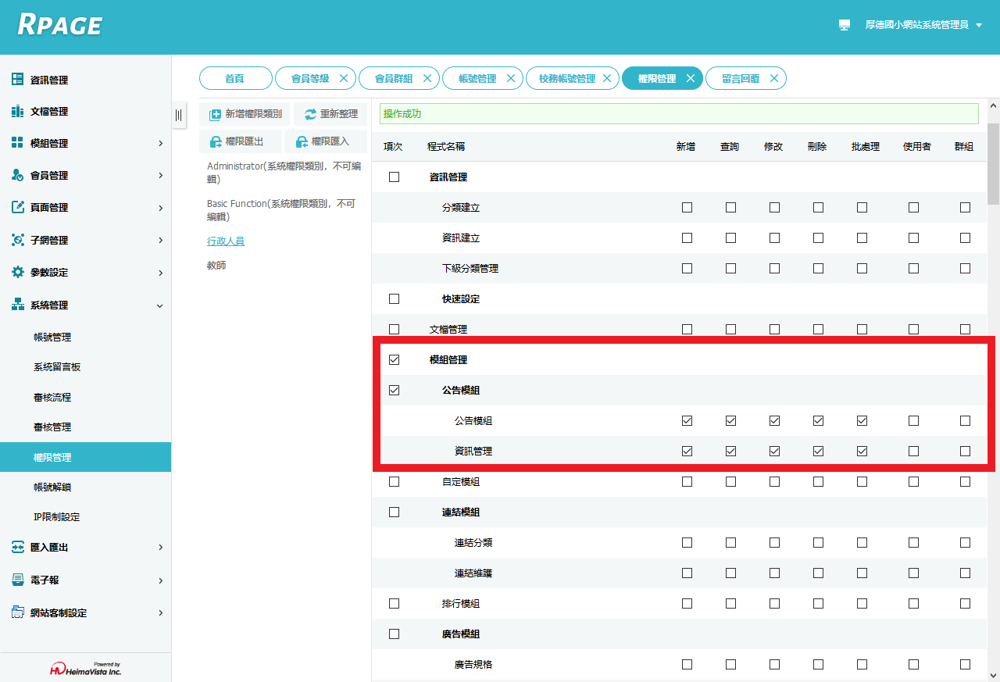 RPAGE
厚德國小網站系統管理員
資訊管理
文檔管理
模組管理
會員管理
頁面管理
子網管理
參數設定
系統管理
帳號管理
系統留言板
審核流程
審核管理
權限管理
帳號解鎖
IP限制設定
匯入匯出
電子報
網站客制設定
Powered by
HeimaVista Inc.
首頁 會員等級 會員群組 帳號管理 校務帳號管理 權限管理 留言回覆
新增權限類別 重新整理
權限匯出 權限匯入
Administrator(系統權限類別，不可編
輯)
Basic Function(系統權限類別，不可
編輯)
行政人員
教師
操作成功
項次 程式名稱 新增 查詢 修改 刪除 批處理 使用者 群組
資訊管理
分類建立
資訊建立
下級分類管理
快速設定
文檔管理
模組管理
公告模組
公告模組
資訊管理
自定模組
連結模組
連結分類
連結維護
排行模組
廣告模組
廣告規格